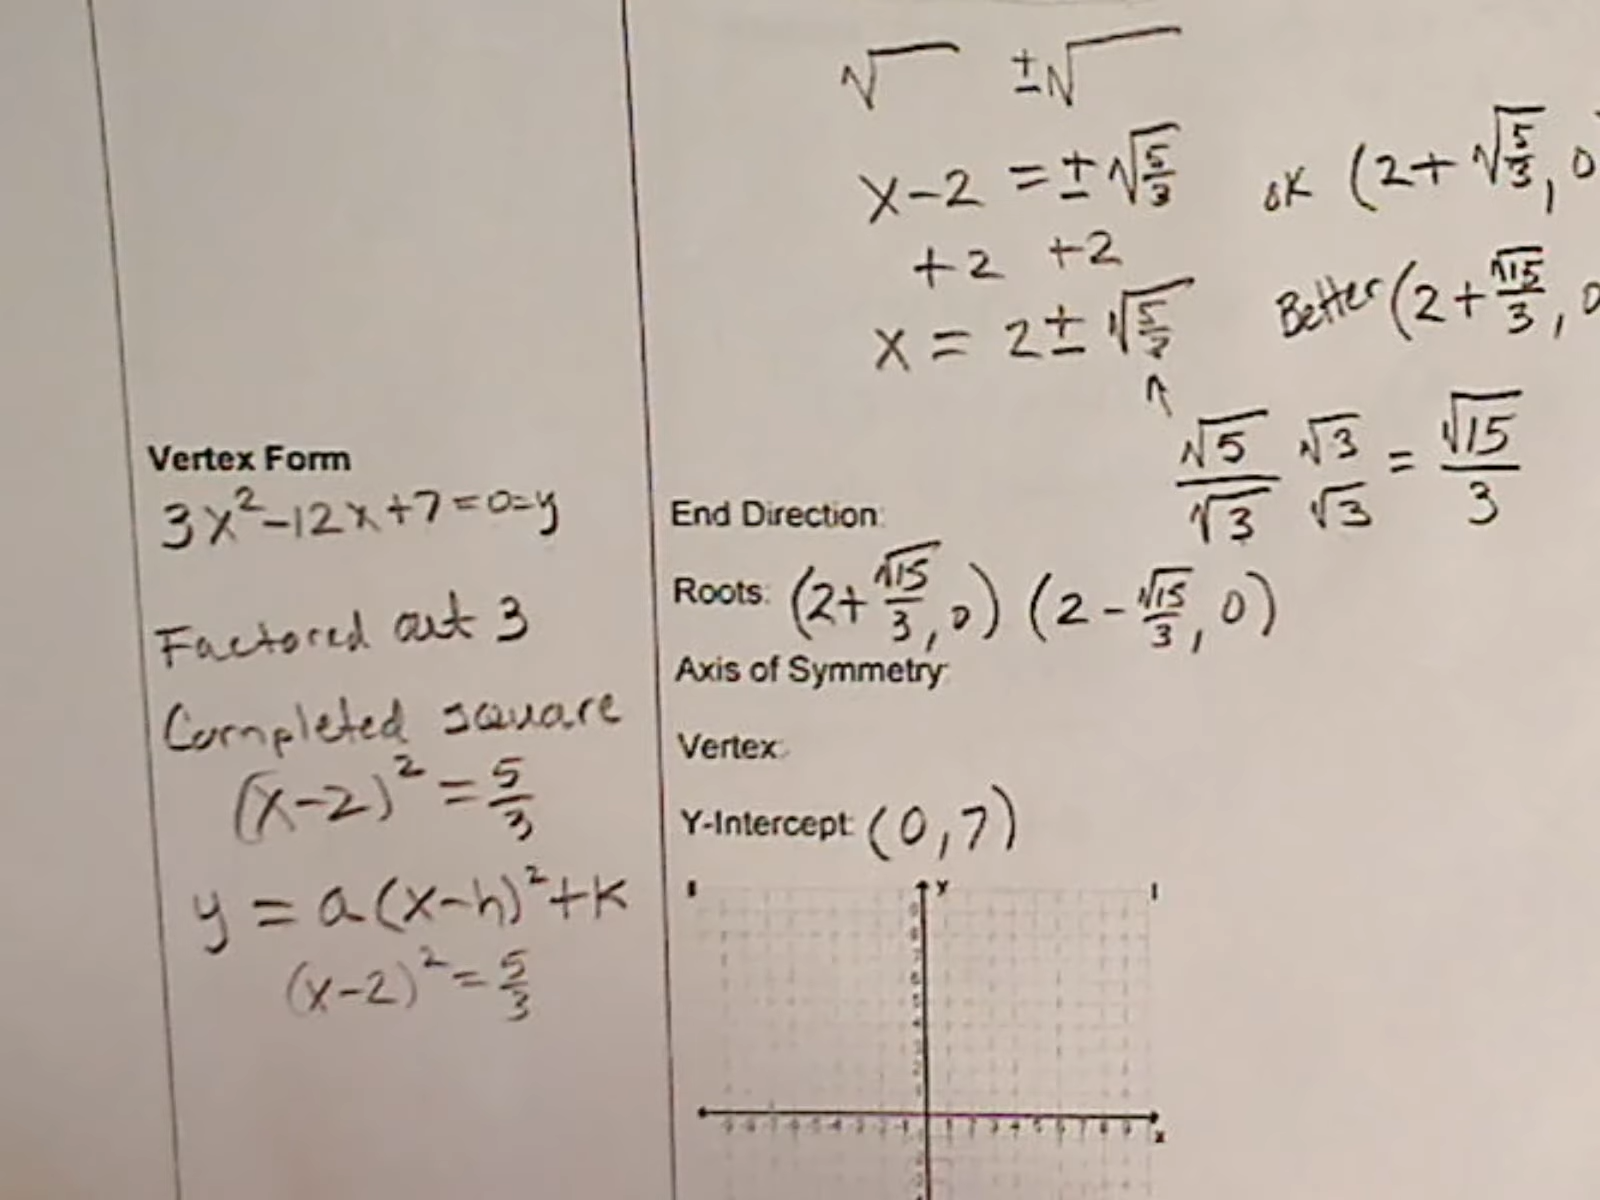 √ ±√
x-2 = ±√5/3
+2 +2
x = 2 ± √5/3
OK (2+√5/3, 0
Better (2+√15/3, 0
√5/√3 √3/√3 = √15/3
Vertex Form
3x²-12x+7=0=y
Factored out 3
Completed square
(x-2)² = 5/3
y = a(x-h)²+k
(x-2)² = 5/3
End Direction:
Roots: (2+√15/3, 0) (2-√15/3, 0)
Axis of Symmetry:
Vertex:
Y-Intercept: (0,7)
Y
x